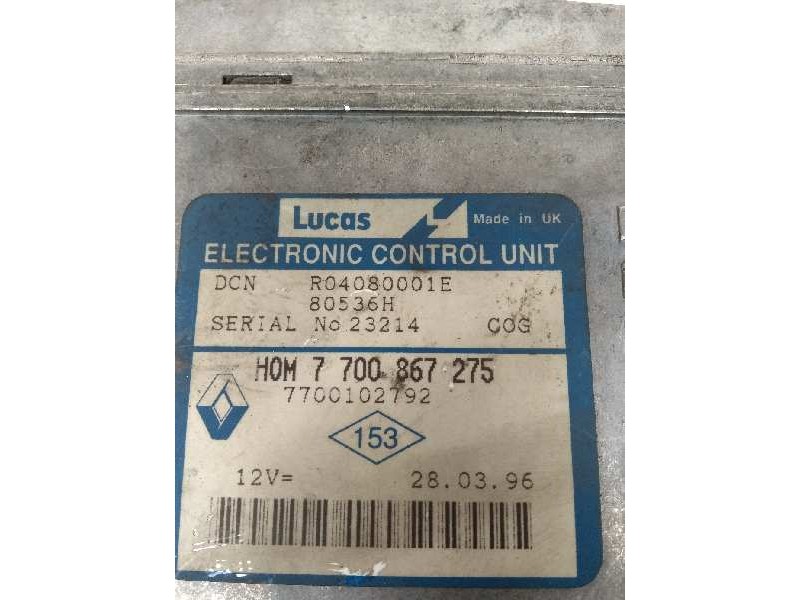 Lucas Made in UK
ELECTRONIC CONTROL UNIT
DCN R04080001E
80536H
SERIAL No 23214 COG
HOM 7 700 867 275
7700102792
153
12V= 28.03.96